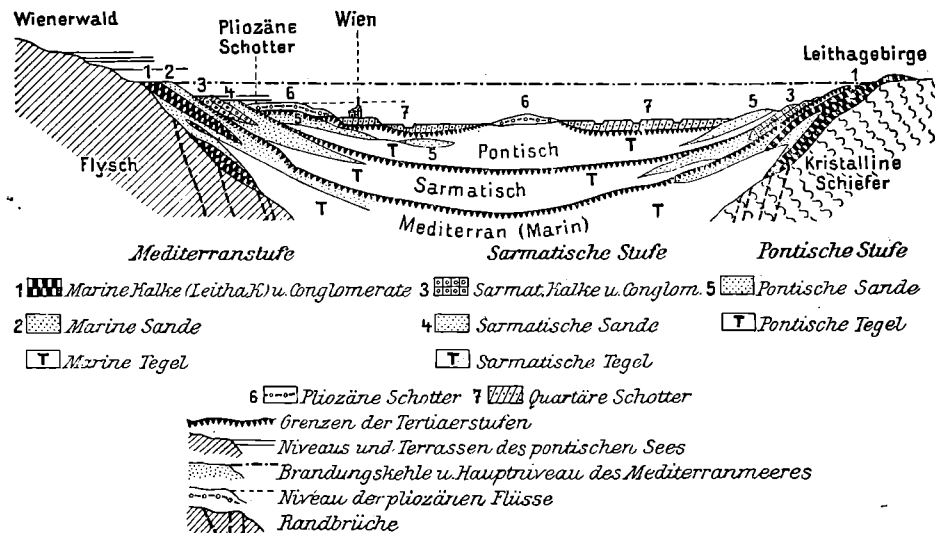 Wienerwald
Pliozäne
Schotter
Wien
Leithagebirge
1 2 3 4 6 5 7 6 7 5 3 1
T 5 Pontisch T
T Sarmatisch T
Flysch
Kristalline
Schiefer
T Mediterran (Marin) T
Mediterranstufe Sarmatische Stufe Pontische Stufe
1 Marine Kalke (Leitha K) u. Conglomerate 3 Sarmat. Kalke u. Conglom. 5 Pontische Sande
2 Marine Sande 4 Sarmatische Sande T Pontische Tegel
T Marine Tegel T Sarmatische Tegel
6 Pliozäne Schotter 7 Quartäre Schotter
Grenzen der Tertiaerstufen
Niveaus und Terrassen des pontischen Sees
Brandungskehle u. Hauptniveau des Mediterranmeeres
Niveau der pliozänen Flüsse
Randbrüche